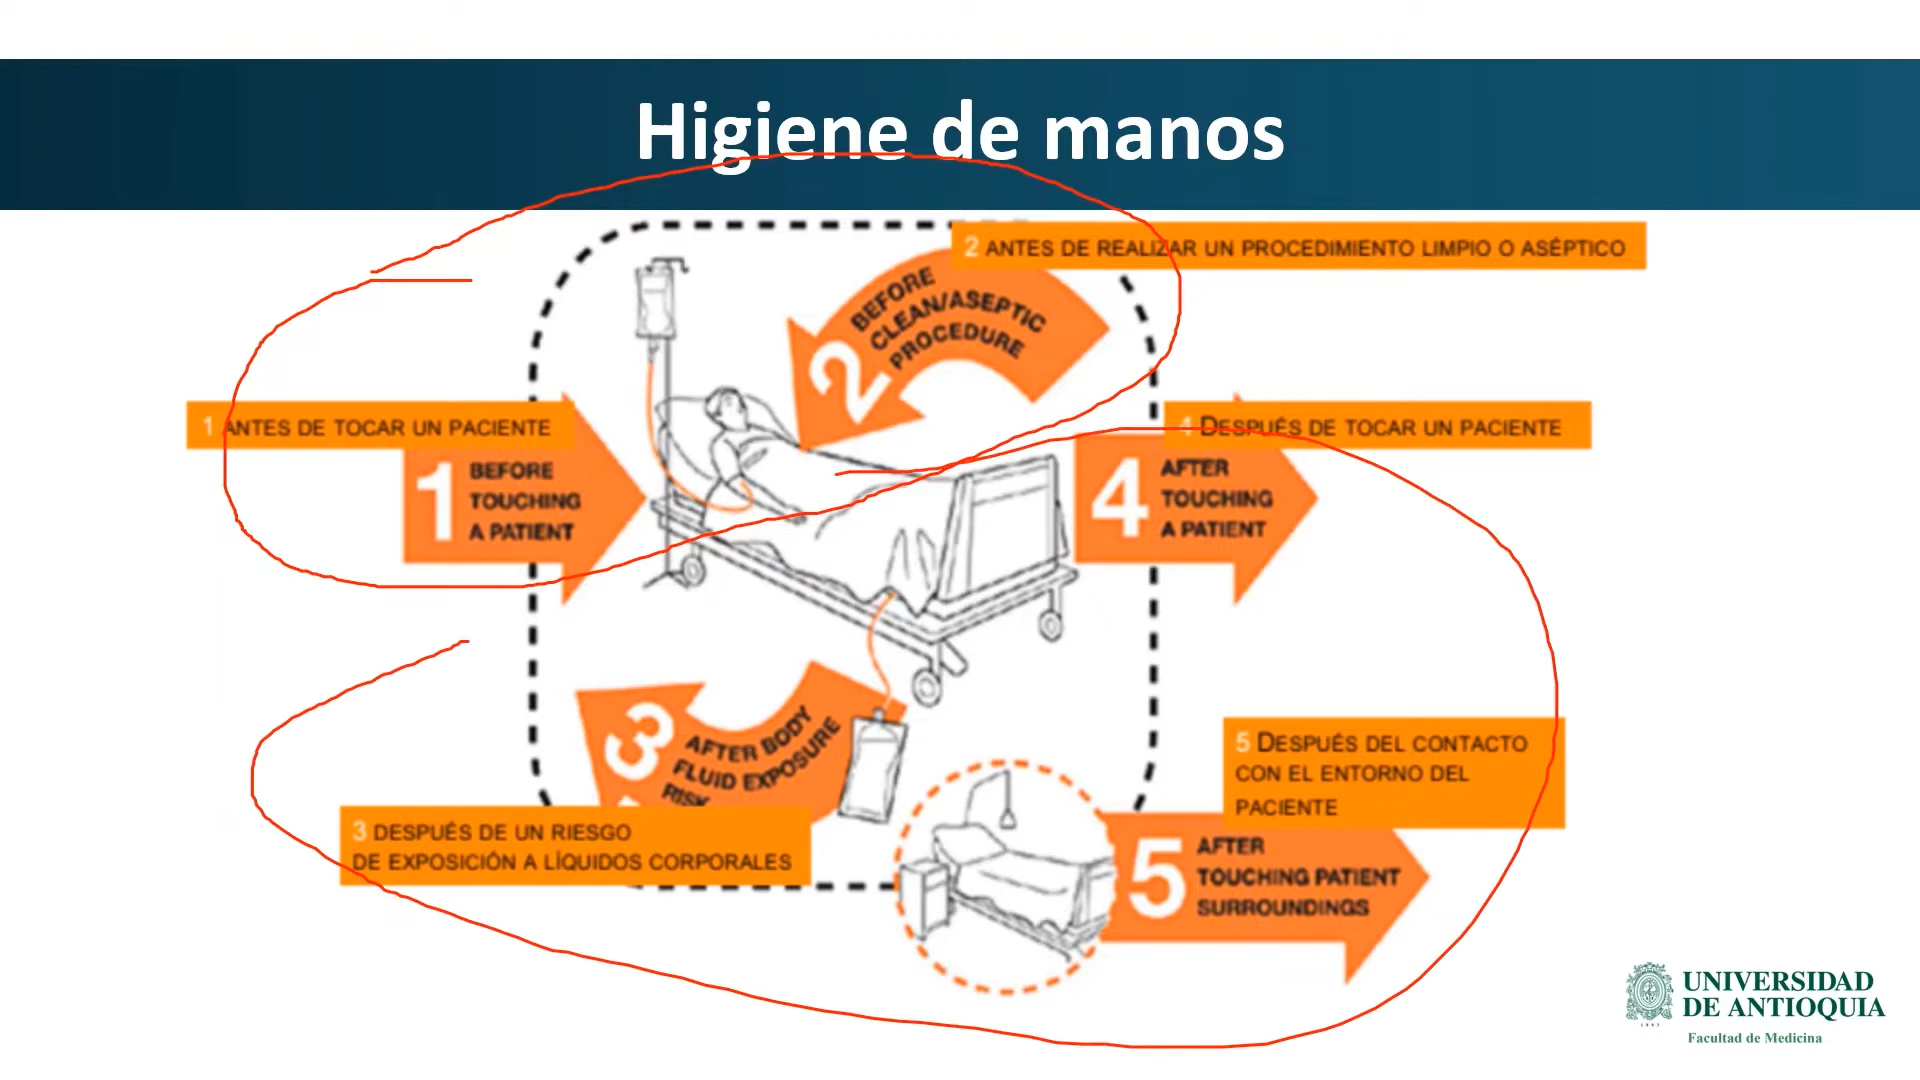 Higiene de manos
2 ANTES DE REALIZAR UN PROCEDIMIENTO LIMPIO O ASÉPTICO
BEFORE
CLEAN/ASEPTIC
PROCEDURE
2
1 ANTES DE TOCAR UN PACIENTE
1
BEFORE
TOUCHING
A PATIENT
4 DESPUÉS DE TOCAR UN PACIENTE
4
AFTER
TOUCHING
A PATIENT
3
AFTER BODY
FLUID EXPOSURE
RISK
3 DESPUÉS DE UN RIESGO
DE EXPOSICIÓN A LÍQUIDOS CORPORALES
5 DESPUÉS DEL CONTACTO
CON EL ENTORNO DEL
PACIENTE
5
AFTER
TOUCHING PATIENT
SURROUNDINGS
UNIVERSIDAD
DE ANTIOQUIA
1803
Facultad de Medicina